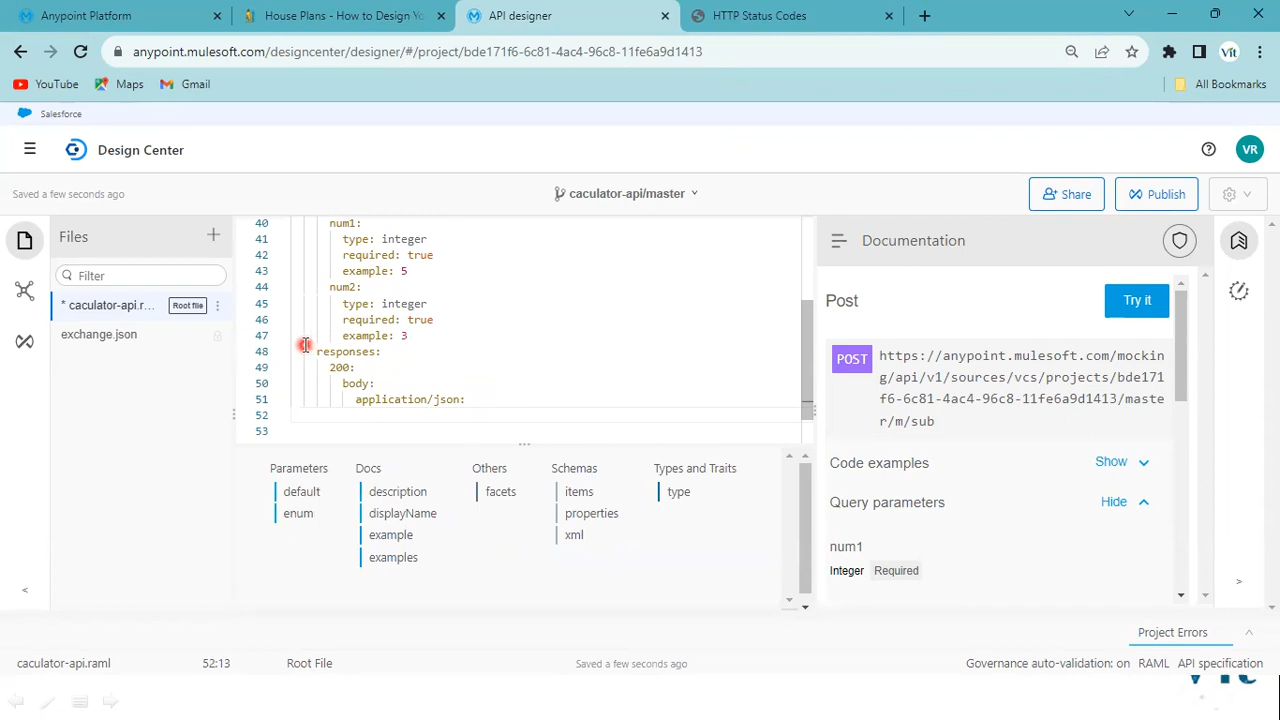 Anypoint Platform
House Plans - How to Design Yo
API designer
HTTP Status Codes
anypoint.mulesoft.com/designcenter/designer/#/project/bde171f6-6c81-4ac4-96c8-11fe6a9d1413
Vit
YouTube
Maps
Gmail
All Bookmarks
Salesforce
Design Center
VR
Saved a few seconds ago
caculator-api/master
Share
Publish
Files
Filter
* caculator-api.r...
Root file
exchange.json
40 num1:
41 type: integer
42 required: true
43 example: 5
44 num2:
45 type: integer
46 required: true
47 example: 3
48 responses:
49 200:
50 body:
51 application/json:
52
53
Parameters
default
enum
Docs
description
displayName
example
examples
Others
facets
Schemas
items
properties
xml
Types and Traits
type
Documentation
Post
Try it
POST
https://anypoint.mulesoft.com/mockin
g/api/v1/sources/vcs/projects/bde171
f6-6c81-4ac4-96c8-11fe6a9d1413/maste
r/m/sub
Code examples
Show
Query parameters
Hide
num1
Integer Required
Project Errors
caculator-api.raml
52:13
Root File
Saved a few seconds ago
Governance auto-validation: on
RAML
API specification